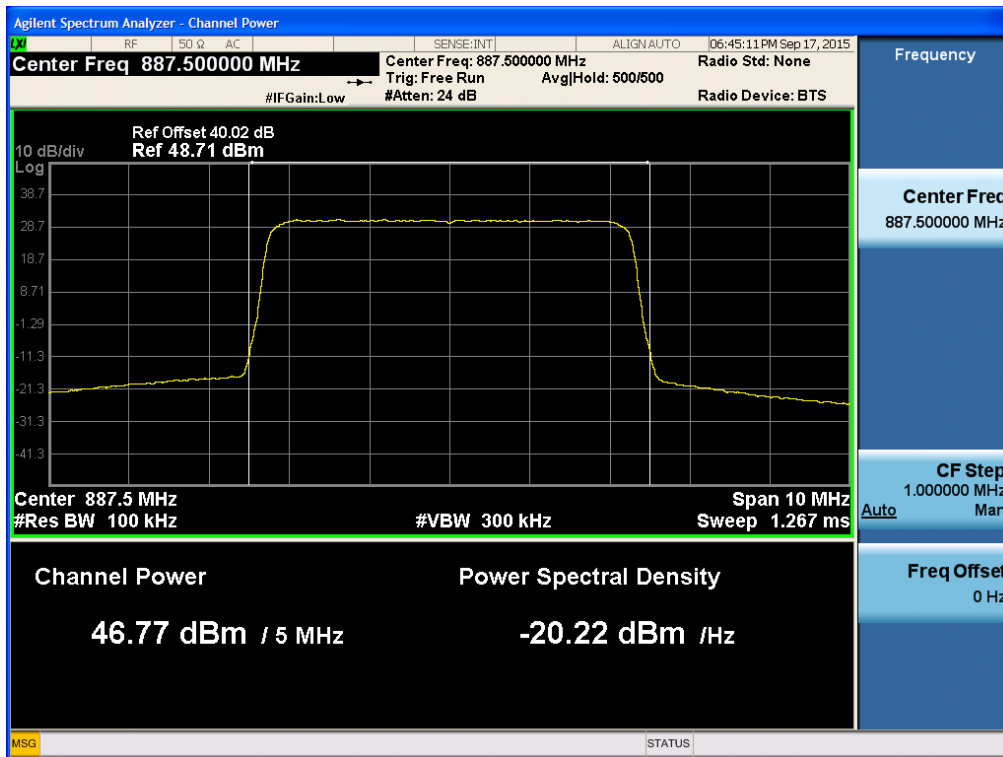 Agilent Spectrum Analyzer - Channel Power
LXI RF 50 Ω AC SENSE:INT ALIGN AUTO 06:45:11 PM Sep 17, 2015
Center Freq 887.500000 MHz
Center Freq: 887.500000 MHz
Radio Std: None
Trig: Free Run Avg|Hold: 500/500
#IFGain:Low
#Atten: 24 dB
Radio Device: BTS
Ref Offset 40.02 dB
10 dB/div Ref 48.71 dBm
Log
38.7
28.7
18.7
8.71
-1.29
-11.3
-21.3
-31.3
-41.3
Center 887.5 MHz Span 10 MHz
#Res BW 100 kHz #VBW 300 kHz Sweep 1.267 ms
Channel Power
46.77 dBm / 5 MHz
Power Spectral Density
-20.22 dBm /Hz
Frequency
Center Freq
887.500000 MHz
CF Step
1.000000 MHz
Auto Man
Freq Offset
0 Hz
MSG STATUS